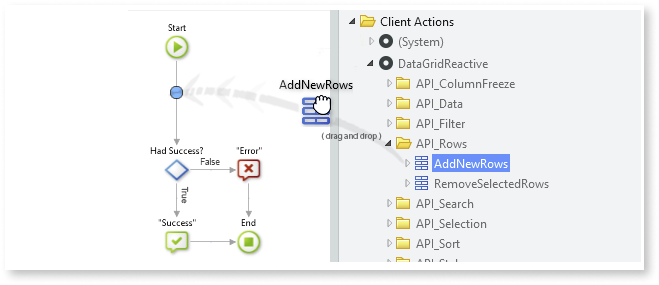 Start
AddNewRows
( drag and drop )
Had Success?
False
"Error"
True
"Success"
End
Client Actions
(System)
DataGridReactive
API_ColumnFreeze
API_Data
API_Filter
API_Rows
AddNewRows
RemoveSelectedRows
API_Search
API_Selection
API_Sort